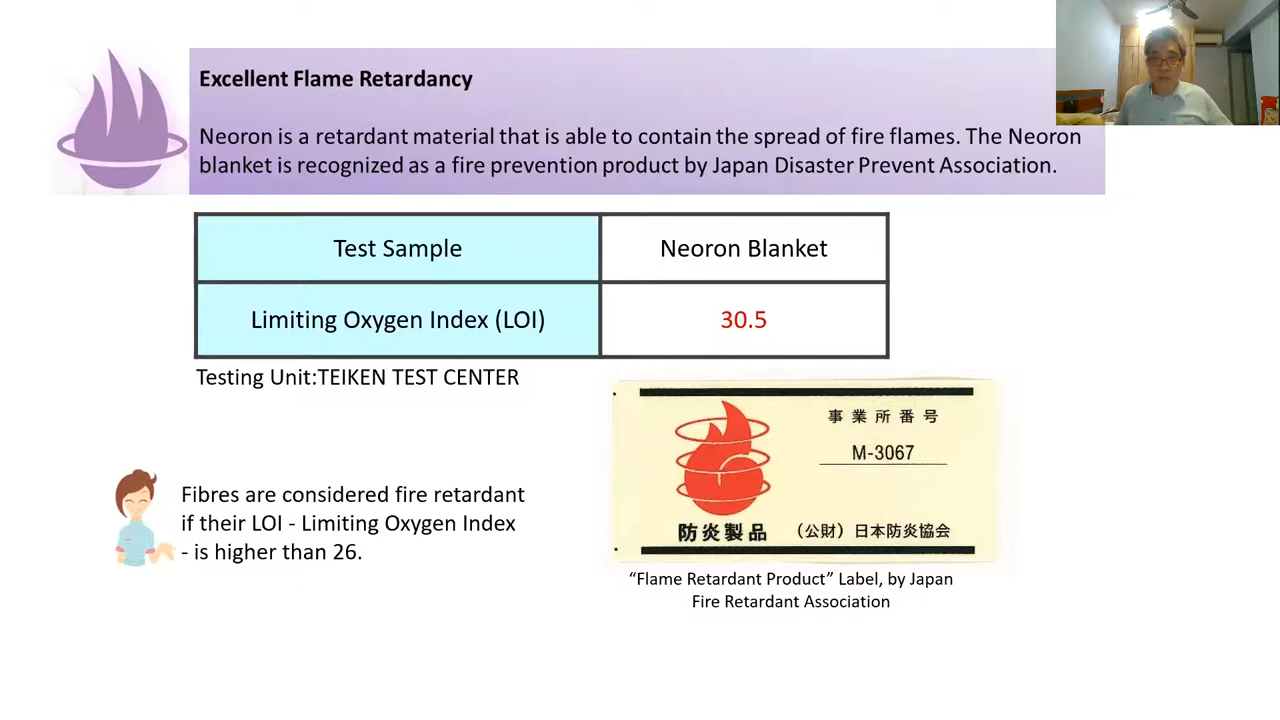 Excellent Flame Retardancy
Neoron is a retardant material that is able to contain the spread of fire flames. The Neoron
blanket is recognized as a fire prevention product by Japan Disaster Prevent Association.
Test Sample
Neoron Blanket
Limiting Oxygen Index (LOI)
30.5
Testing Unit:TEIKEN TEST CENTER
事業所番号
M-3067
防炎製品
（公財）日本防炎協会
Fibres are considered fire retardant
if their LOI - Limiting Oxygen Index
- is higher than 26.
“Flame Retardant Product” Label, by Japan
Fire Retardant Association